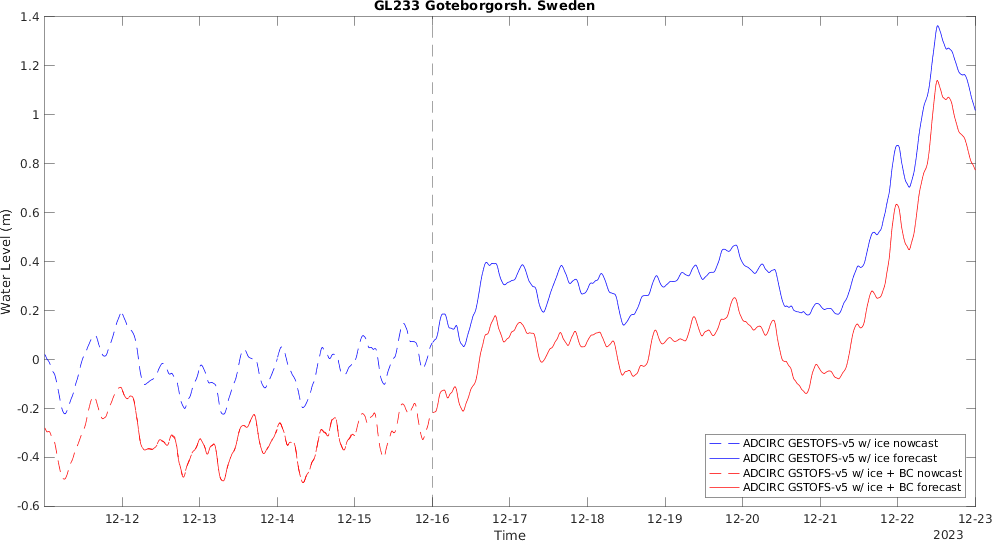 GL233 Goteborgorsh. Sweden
1.4
1.2
1
0.8
0.6
0.4
0.2
0
-0.2
-0.4
-0.6
Water Level (m)
ADCIRC GESTOFS-v5 w/ ice nowcast
ADCIRC GESTOFS-v5 w/ ice forecast
ADCIRC GSTOFS-v5 w/ ice + BC nowcast
ADCIRC GSTOFS-v5 w/ ice + BC forecast
12-12 12-13 12-14 12-15 12-16 12-17 12-18 12-19 12-20 12-21 12-22 12-23
Time
2023